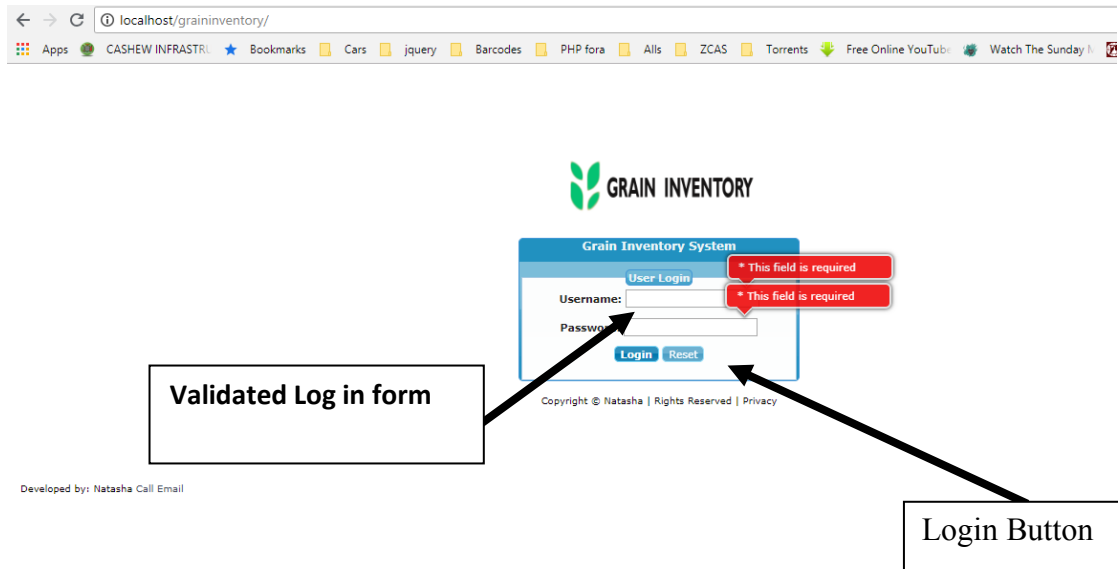 localhost/graininventory/
Apps CASHEW INFRASTRU Bookmarks Cars jquery Barcodes PHP fora Alls ZCAS Torrents Free Online YouTube Watch The Sunday
GRAIN INVENTORY
Grain Inventory System
* This field is required
User Login
* This field is required
Username:
Passwo
Login Reset
Validated Log in form
Copyright © Natasha | Rights Reserved | Privacy
Developed by: Natasha Call Email
Login Button